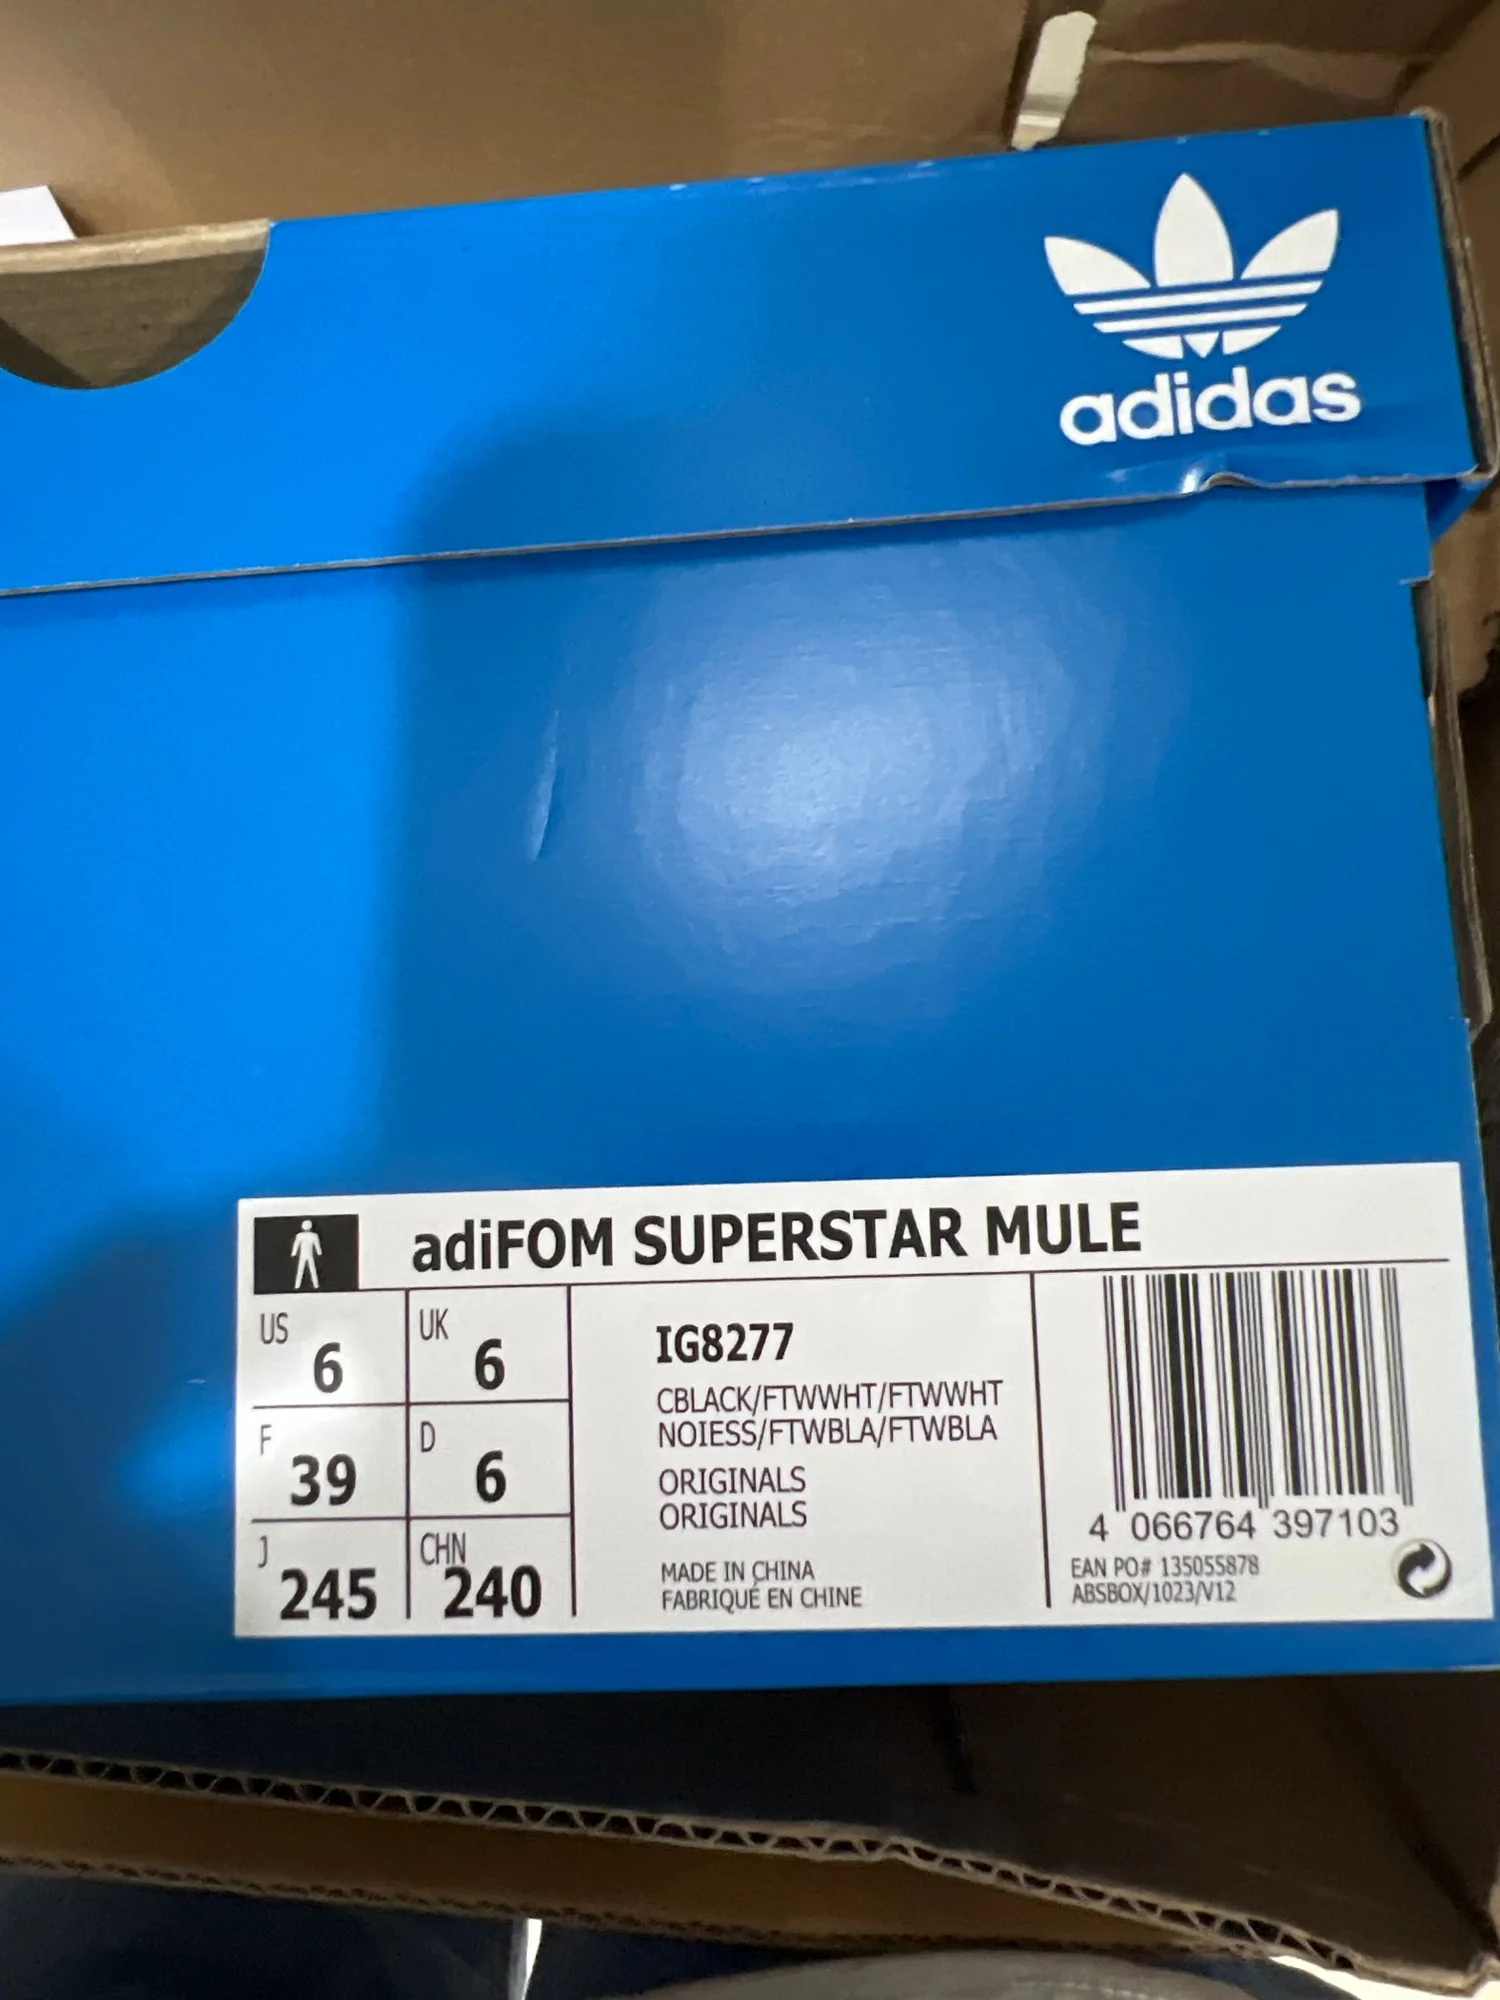 adidas
adiFOM SUPERSTAR MULE
US 6
UK 6
F 39
D 6
J 245
CHN 240
IG8277
CBLACK/FTWWHT/FTWWHT
NOIESS/FTWBLA/FTWBLA
ORIGINALS
ORIGINALS
MADE IN CHINA
FABRIQUÉ EN CHINE
4 066764 397103
EAN PO# 135055878
ABSBOX/1023/V12